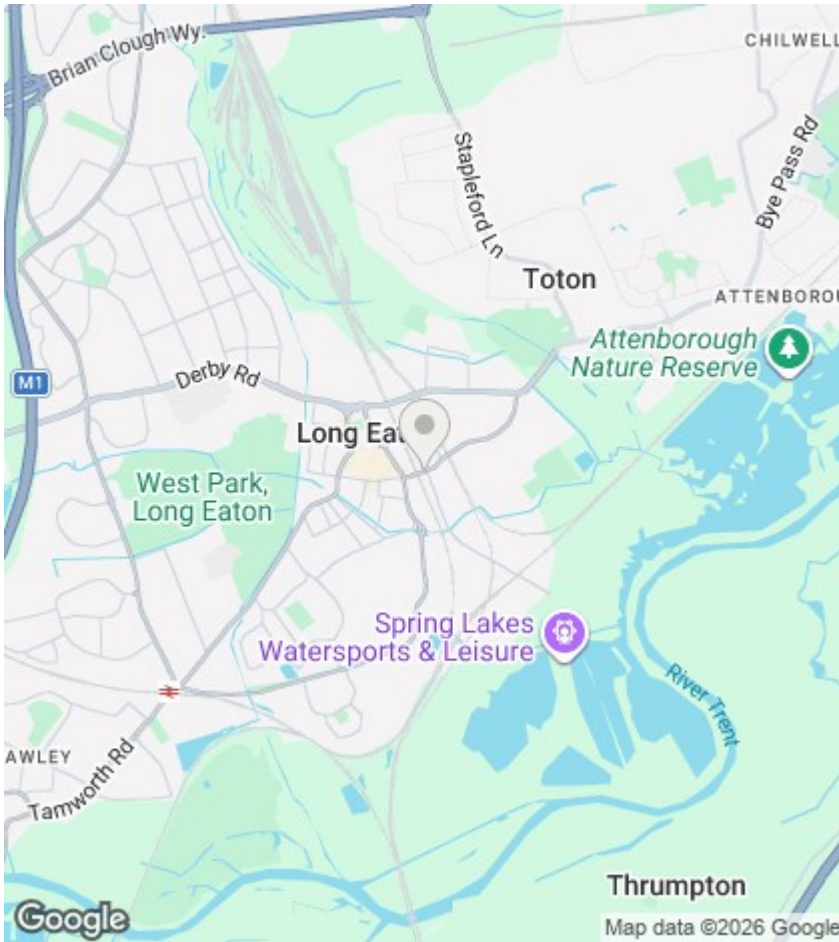 Brian Clough Wy.
CHILWELL
Stapleford Ln
Bye Pass Rd
Toton
ATTENBOROU
Attenborough
Nature Reserve
M1
Derby Rd
Long Eat
West Park,
Long Eaton
Spring Lakes
Watersports & Leisure
River Trent
AWLEY
Tamworth Rd
Thrumpton
Google
Map data ©2026 Google